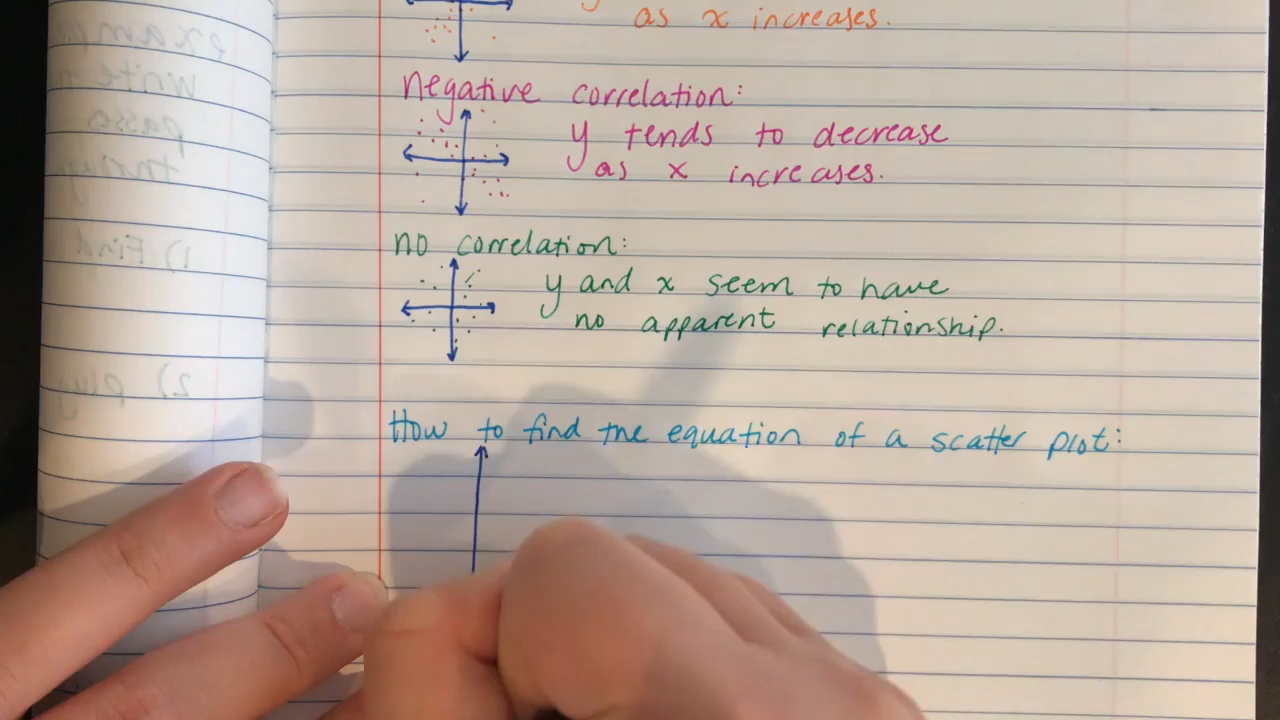 as x increases.
negative correlation:
y tends to decrease
as x increases.
no correlation:
y and x seem to have
no apparent relationship.
How to find the equation of a scatter plot: